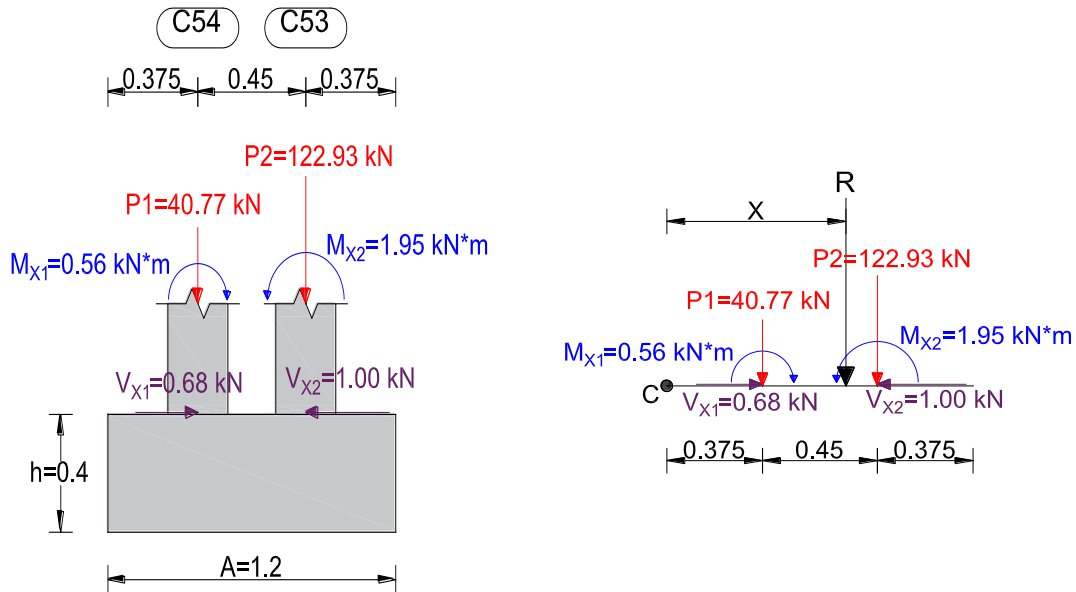 C54
C53
0.375
0.45
0.375
P2=122.93 kN
P1=40.77 kN
MX1=0.56 kN*m
MX2=1.95 kN*m
VX1=0.68 kN
VX2=1.00 kN
h=0.4
A=1.2
R
X
P2=122.93 kN
P1=40.77 kN
MX1=0.56 kN*m
MX2=1.95 kN*m
C
VX1=0.68 kN
VX2=1.00 kN
0.375
0.45
0.375